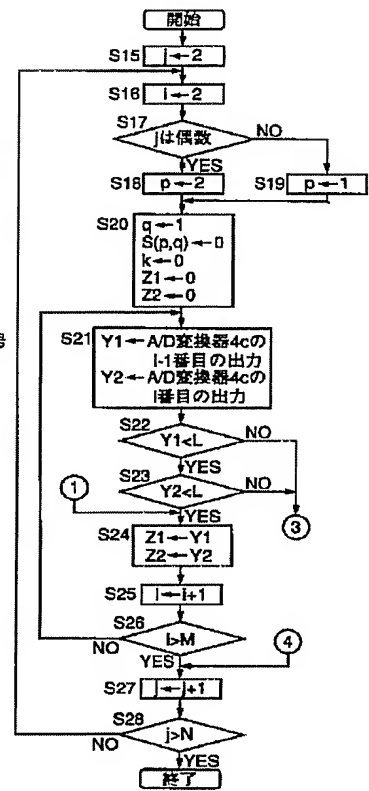 開始
S15
j←2
S16
i←2
S17
jは偶数
NO
YES
S18
p←2
S19
p←1
S20
q←1
S(p,q)←0
k←0
Z1←0
Z2←0
号
S21
Y1←A/D変換器4cの
i-1番目の出力
Y2←A/D変換器4cの
i番目の出力
S22
Y1<L
NO
YES
S23
Y2<L
NO
①
YES
③
S24
Z1←Y1
Z2←Y2
S25
i←i+1
S26
i>M
NO
④
YES
S27
j←j+1
S28
j>N
NO
YES
終了